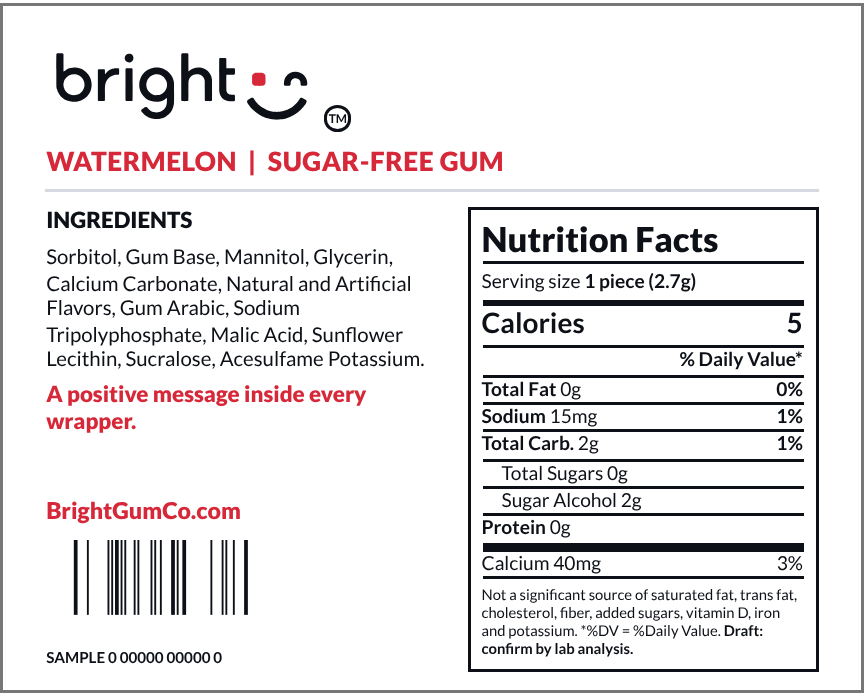 bright
TM
WATERMELON | SUGAR-FREE GUM
INGREDIENTS
Sorbitol, Gum Base, Mannitol, Glycerin,
Calcium Carbonate, Natural and Artificial
Flavors, Gum Arabic, Sodium
Tripolyphosphate, Malic Acid, Sunflower
Lecithin, Sucralose, Acesulfame Potassium.
A positive message inside every
wrapper.
BrightGumCo.com
SAMPLE 0 00000 00000 0
Nutrition Facts
Serving size 1 piece (2.7g)
Calories 5
% Daily Value*
Total Fat 0g 0%
Sodium 15mg 1%
Total Carb. 2g 1%
Total Sugars 0g
Sugar Alcohol 2g
Protein 0g
Calcium 40mg 3%
Not a significant source of saturated fat, trans fat,
cholesterol, fiber, added sugars, vitamin D, iron
and potassium. *%DV = %Daily Value. Draft:
confirm by lab analysis.